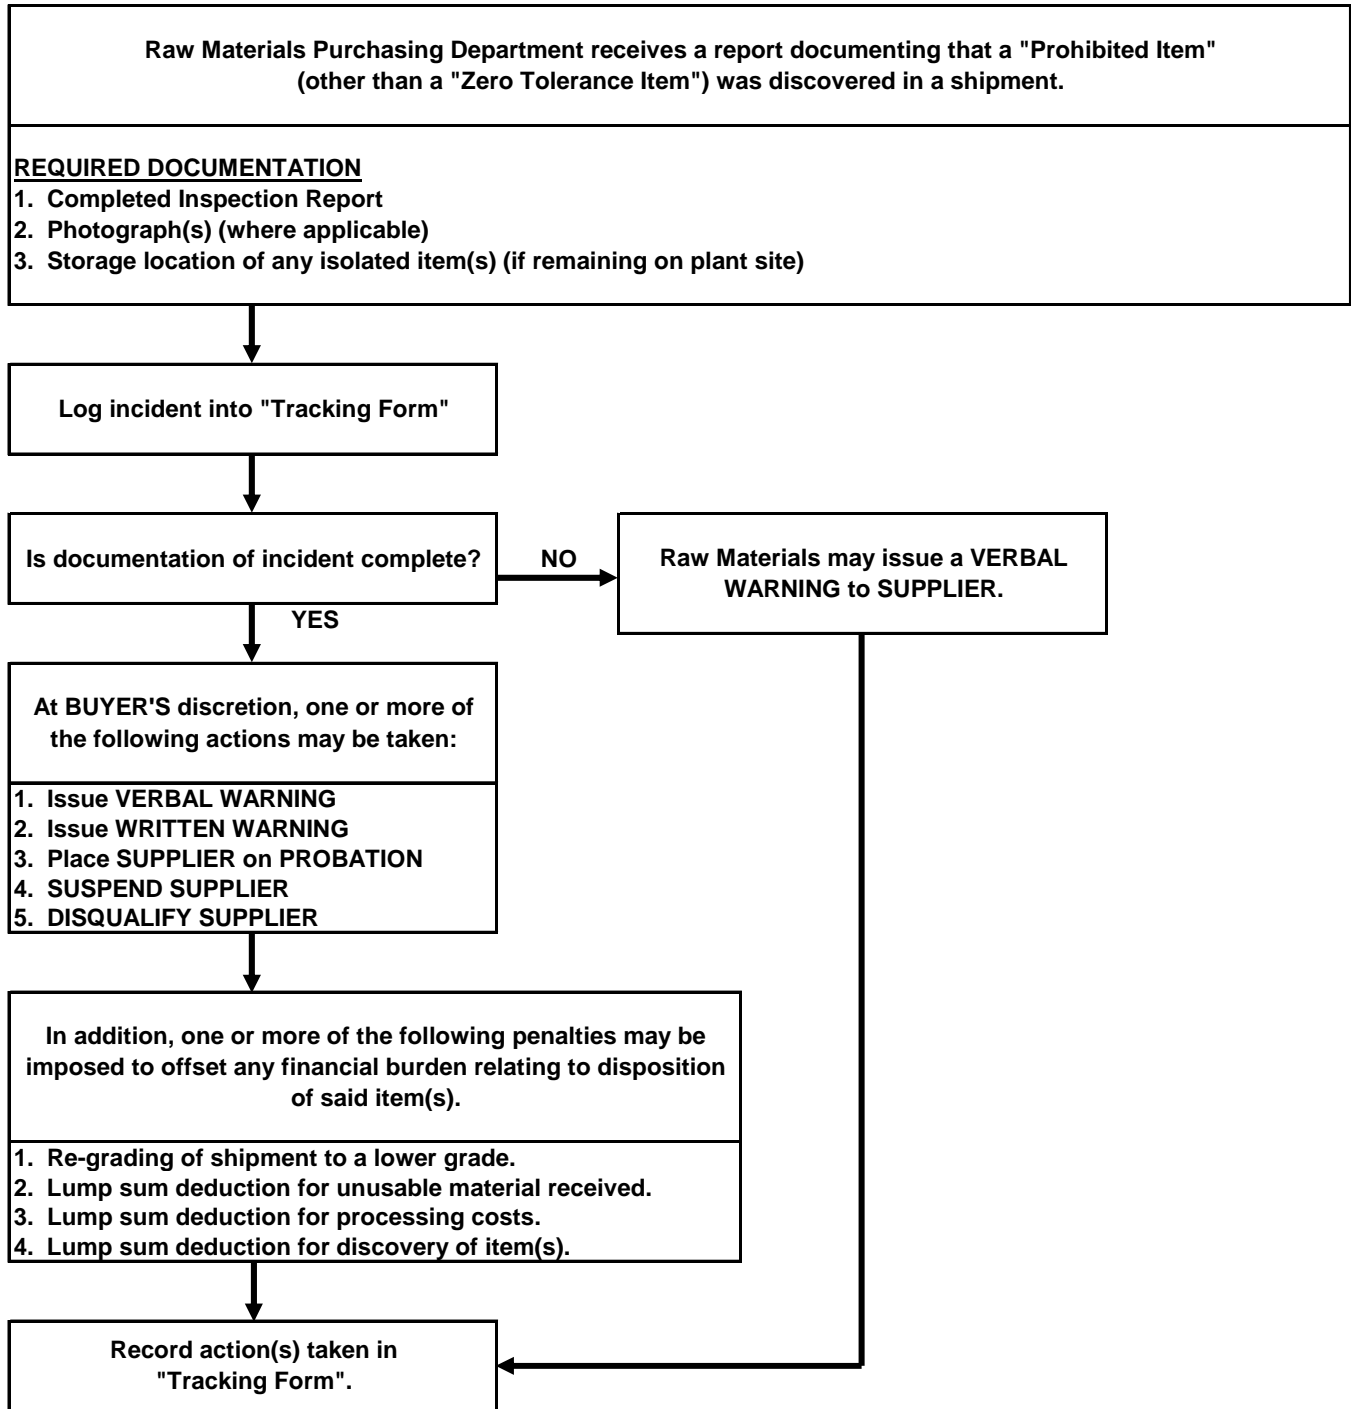 Raw Materials Purchasing Department receives a report documenting that a "Prohibited Item"
(other than a "Zero Tolerance Item") was discovered in a shipment.
REQUIRED DOCUMENTATION
1. Completed Inspection Report
2. Photograph(s) (where applicable)
3. Storage location of any isolated item(s) (if remaining on plant site)
Log incident into "Tracking Form"
Is documentation of incident complete?
NO
Raw Materials may issue a VERBAL
WARNING to SUPPLIER.
YES
At BUYER'S discretion, one or more of
the following actions may be taken:
1. Issue VERBAL WARNING
2. Issue WRITTEN WARNING
3. Place SUPPLIER on PROBATION
4. SUSPEND SUPPLIER
5. DISQUALIFY SUPPLIER
In addition, one or more of the following penalties may be
imposed to offset any financial burden relating to disposition
of said item(s).
1. Re-grading of shipment to a lower grade.
2. Lump sum deduction for unusable material received.
3. Lump sum deduction for processing costs.
4. Lump sum deduction for discovery of item(s).
Record action(s) taken in
"Tracking Form".